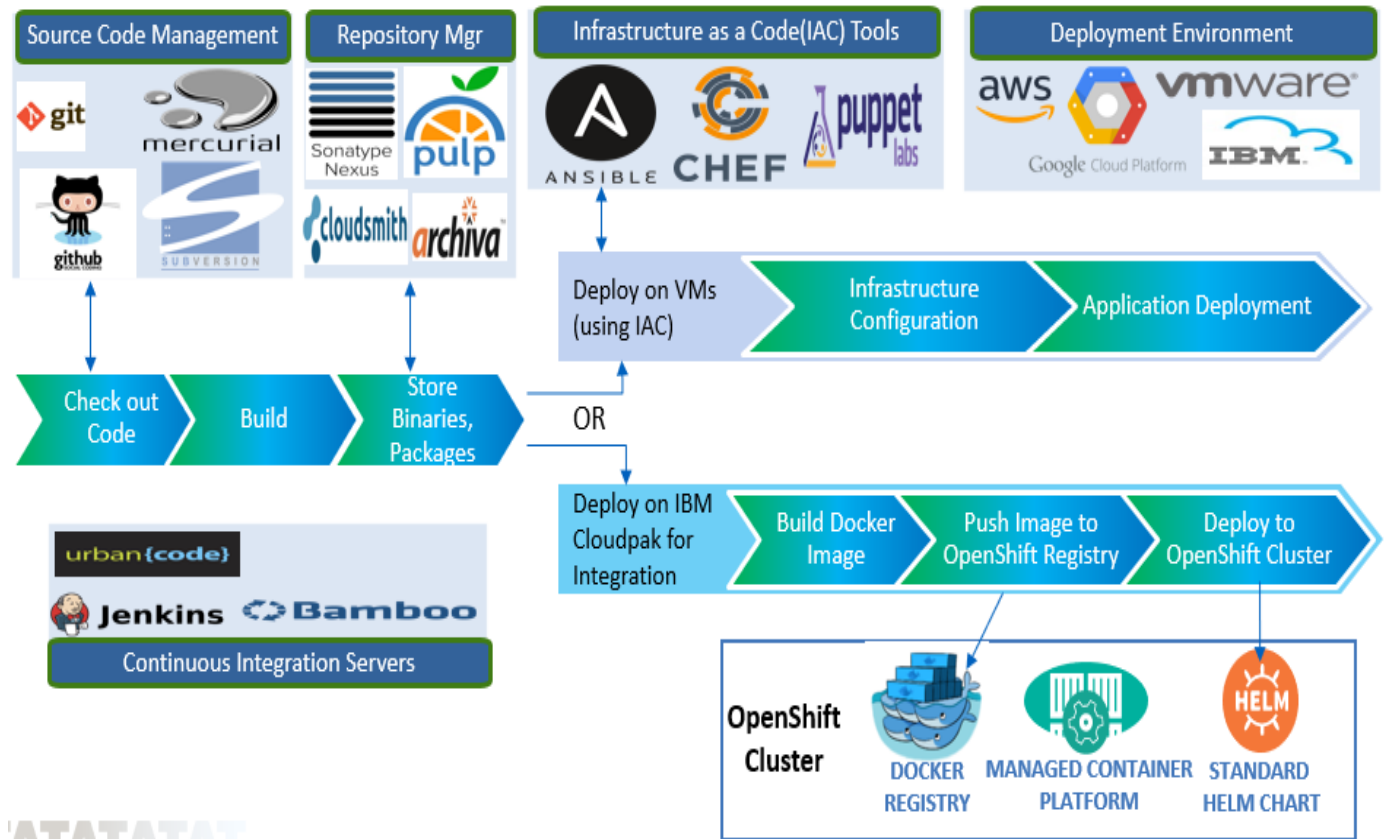 Source Code Management
git
mercurial
github
SOCIAL CODING
SUBVERSION
Repository Mgr
Sonatype
Nexus
pulp
cloudsmith
archiva
Infrastructure as a Code(IAC) Tools
ANSIBLE
CHEF
puppet
labs
Deployment Environment
aws
vmware®
Google Cloud Platform
IBM.
Check out
Code
Build
Store
Binaries,
Packages
OR
Deploy on VMs
(using IAC)
Infrastructure
Configuration
Application Deployment
Deploy on IBM
Cloudpak for
Integration
Build Docker
Image
Push Image to
OpenShift Registry
Deploy to
OpenShift Cluster
urban{code}
Jenkins
Bamboo
Continuous Integration Servers
OpenShift
Cluster
DOCKER
REGISTRY
MANAGED CONTAINER
PLATFORM
HELM
STANDARD
HELM CHART